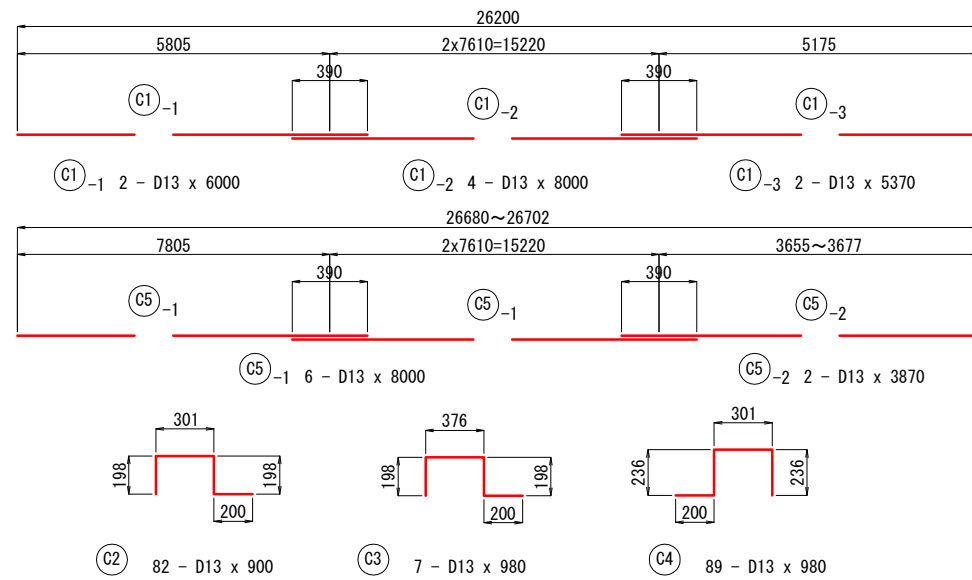 26200
5805 2x7610=15220 5175
390 390
C1 -1 C1 -2 C1 -3
C1 -1 2 - D13 x 6000 C1 -2 4 - D13 x 8000 C1 -3 2 - D13 x 5370
26680～26702
7805 2x7610=15220 3655～3677
390 390
C5 -1 C5 -1 C5 -2
C5 -1 6 - D13 x 8000 C5 -2 2 - D13 x 3870
301 376 301
198 198 198 198 236 236
200 200 200
C2 82 - D13 x 900 C3 7 - D13 x 980 C4 89 - D13 x 980